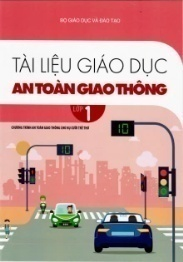 BỘ GIÁO DỤC VÀ ĐÀO TẠO
TÀI LIỆU GIÁO DỤC
AN TOÀN GIAO THÔNG
LỚP 1
10
10